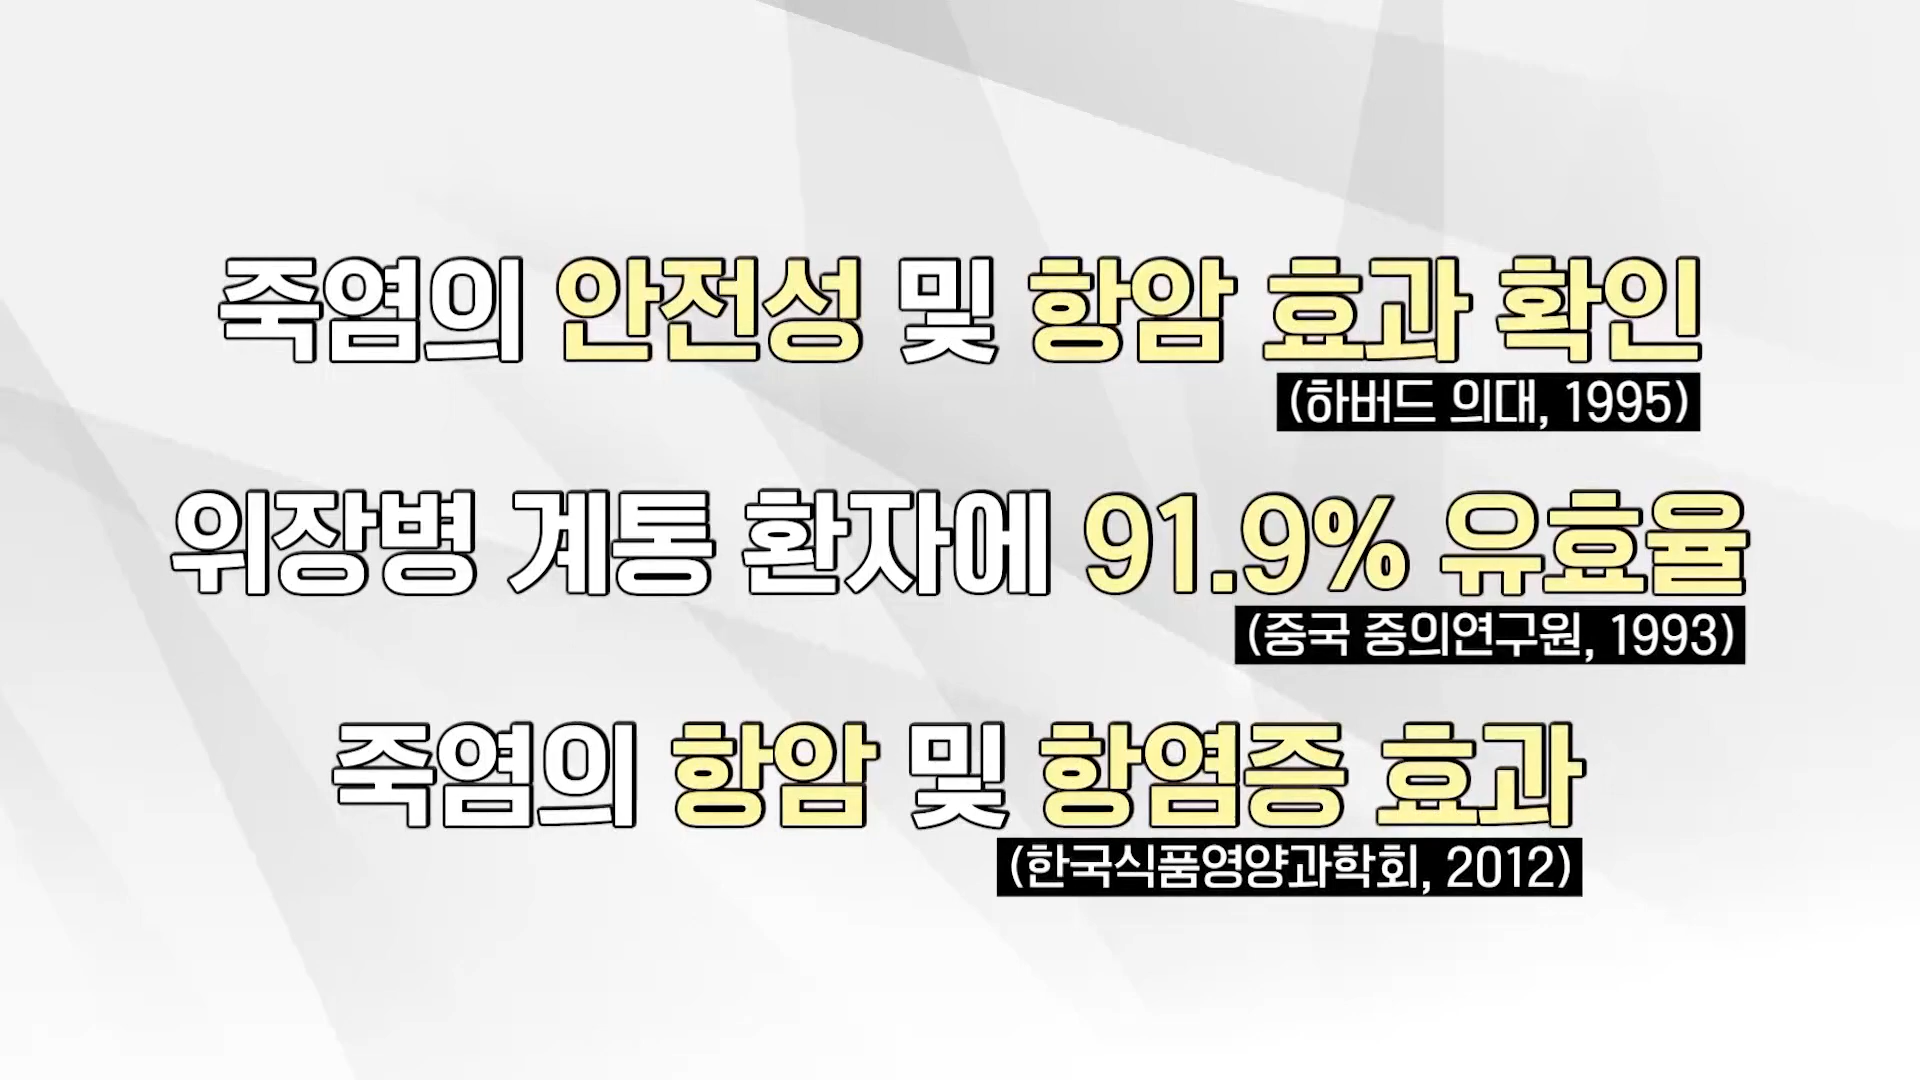 죽염의 안전성 및 항암 효과 확인
(하버드 의대, 1995)
위장병 계통 환자에 91.9% 유효율
(중국 중의연구원, 1993)
죽염의 항암 및 항염증 효과
(한국식품영양과학회, 2012)